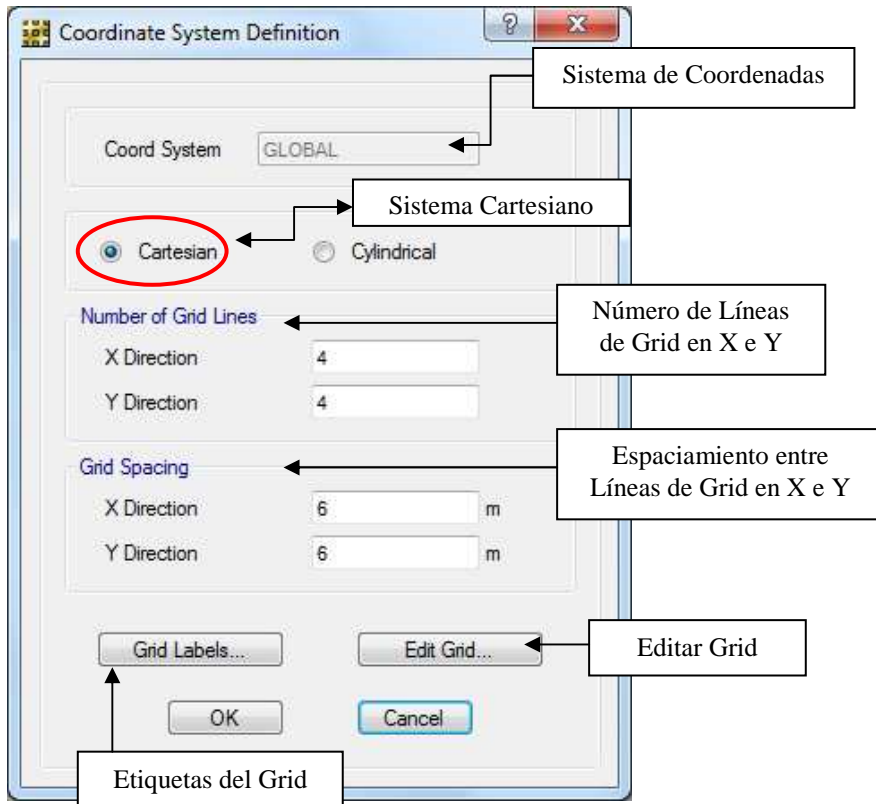 Coordinate System Definition
Sistema de Coordenadas
Coord System GLOBAL
Sistema Cartesiano
Cartesian Cylindrical
Number of Grid Lines
Número de Líneas
de Grid en X e Y
X Direction 4
Y Direction 4
Grid Spacing
Espaciamiento entre
Líneas de Grid en X e Y
X Direction 6 m
Y Direction 6 m
Grid Labels... Edit Grid...
Editar Grid
OK Cancel
Etiquetas del Grid